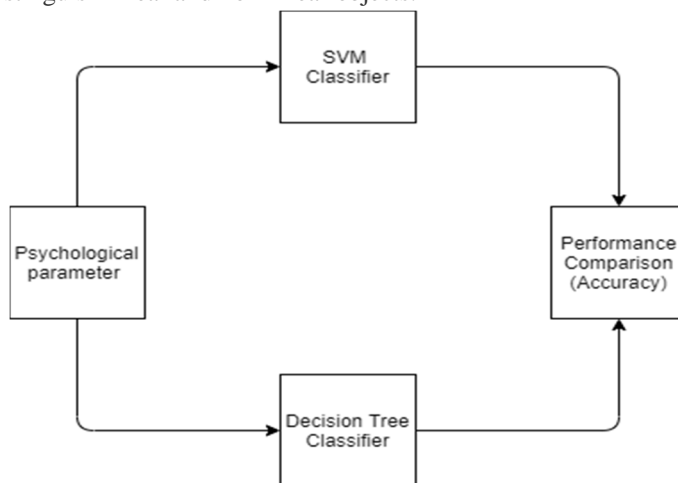 SVM
Classifier
Psychological
parameter
Performance
Comparison
(Accuracy)
Decision Tree
Classifier